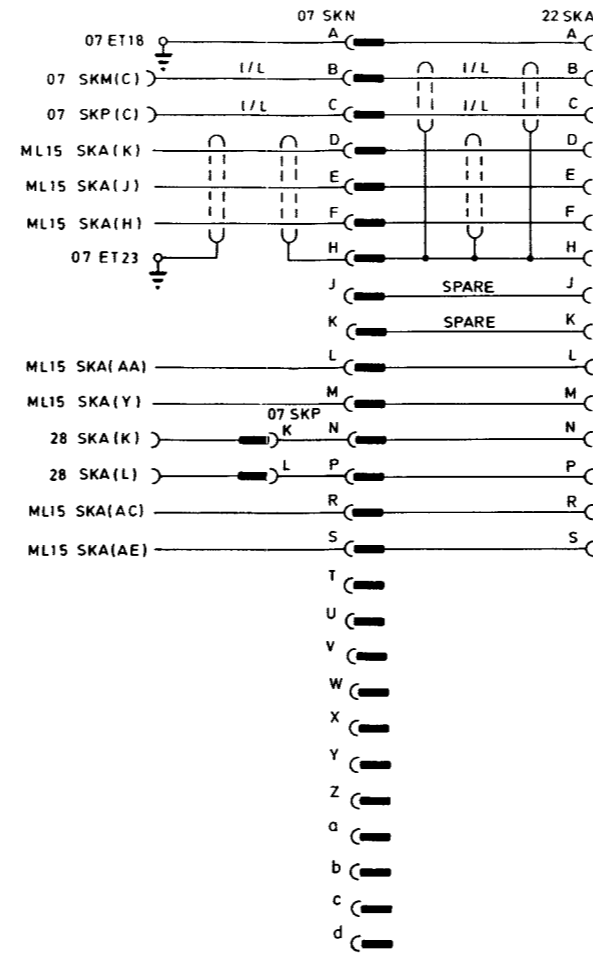 07 SKN 22 SKA
07 ET18 A A
07 SKM(C) I/L B I/L B
07 SKP(C) I/L C I/L C
ML15 SKA(K) D D
ML15 SKA(J) E E
ML15 SKA(H) F F
07 ET23 H H
J SPARE J
K SPARE K
ML15 SKA(AA) L L
ML15 SKA(Y) M M
07 SKP
28 SKA(K) K N N
28 SKA(L) L P P
ML15 SKA(AC) R R
ML15 SKA(AE) S S
T
U
V
W
X
Y
Z
a
b
c
d